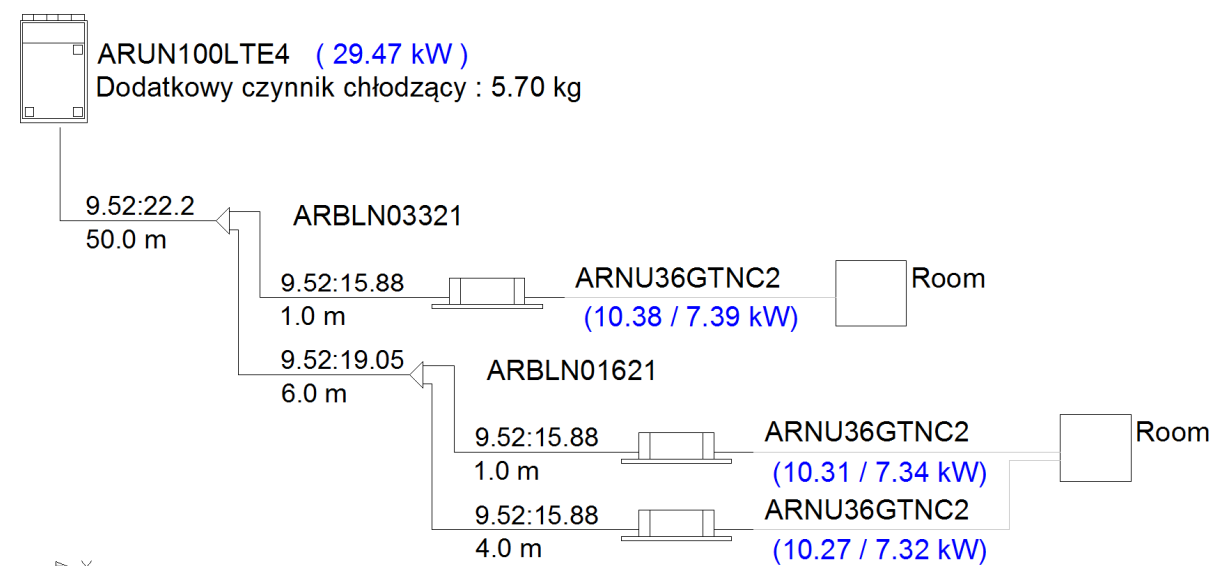 ARUN100LTE4 ( 29.47 kW )
Dodatkowy czynnik chłodzący : 5.70 kg
9.52:22.2
50.0 m
ARBLN03321
9.52:15.88
1.0 m
ARNU36GTNC2
(10.38 / 7.39 kW)
Room
9.52:19.05
6.0 m
ARBLN01621
9.52:15.88
1.0 m
ARNU36GTNC2
(10.31 / 7.34 kW)
Room
9.52:15.88
4.0 m
ARNU36GTNC2
(10.27 / 7.32 kW)